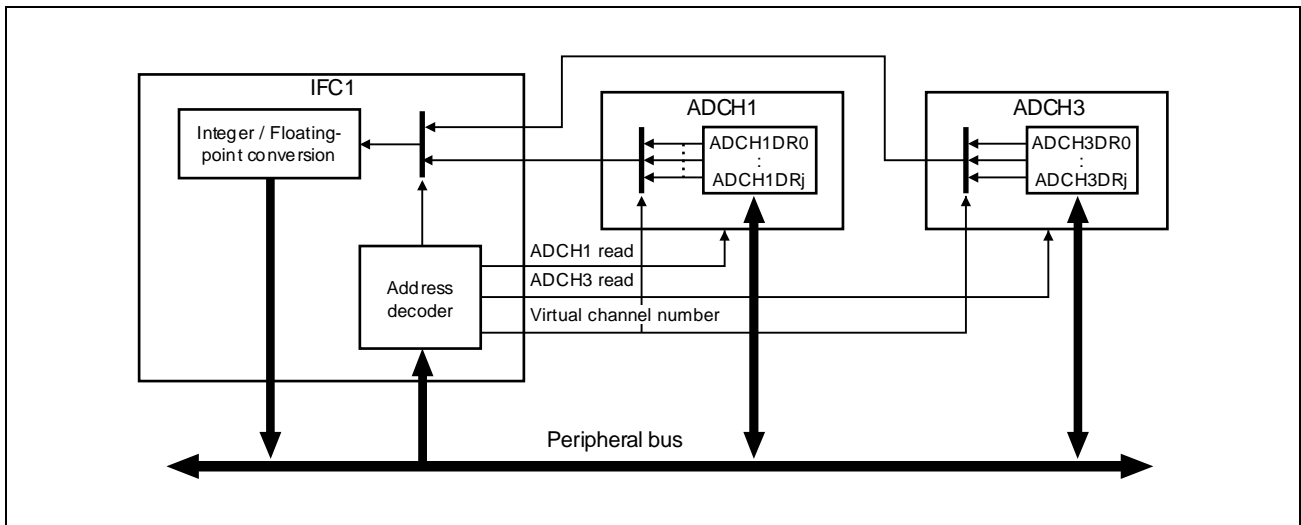 IFC1
Integer / Floating-
point conversion
Address
decoder
ADCH1
ADCH1DR0
:
ADCH1DRj
ADCH3
ADCH3DR0
:
ADCH3DRj
ADCH1 read
ADCH3 read
Virtual channel number
Peripheral bus